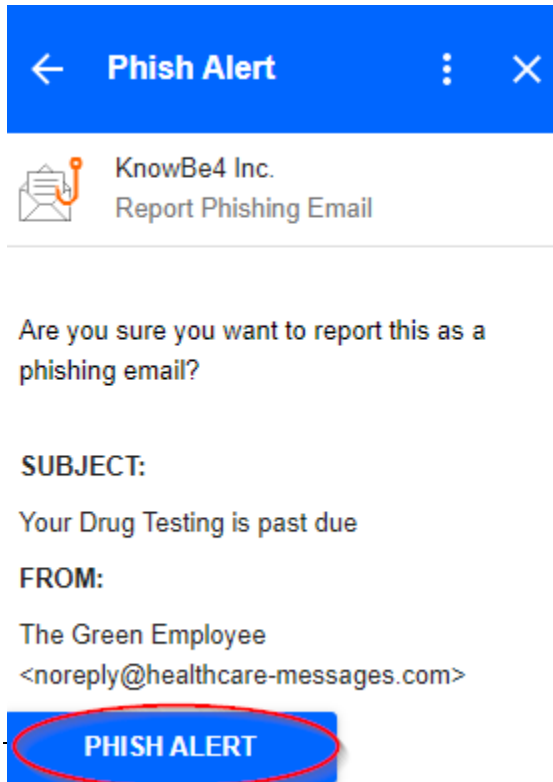 Phish Alert
KnowBe4 Inc.
Report Phishing Email
Are you sure you want to report this as a
phishing email?
SUBJECT:
Your Drug Testing is past due
FROM:
The Green Employee
<noreply@healthcare-messages.com>
PHISH ALERT